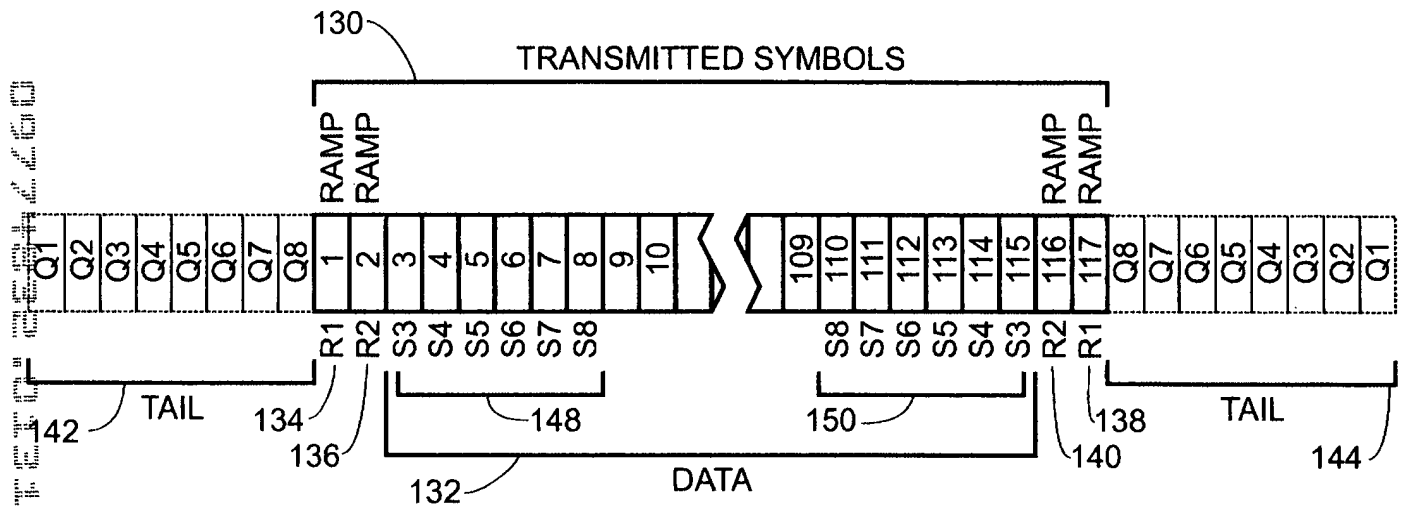 130
TRANSMITTED SYMBOLS
RAMP RAMP RAMP RAMP
Q1 Q2 Q3 Q4 Q5 Q6 Q7 Q8 1 2 3 4 5 6 7 8 9 10 109 110 111 112 113 114 115 116 117 Q8 Q7 Q6 Q5 Q4 Q3 Q2 Q1
R1 R2 S3 S4 S5 S6 S7 S8 S8 S7 S6 S5 S4 S3 R2 R1
TAIL TAIL
142 134 148 150 138
136 140 144
132 DATA